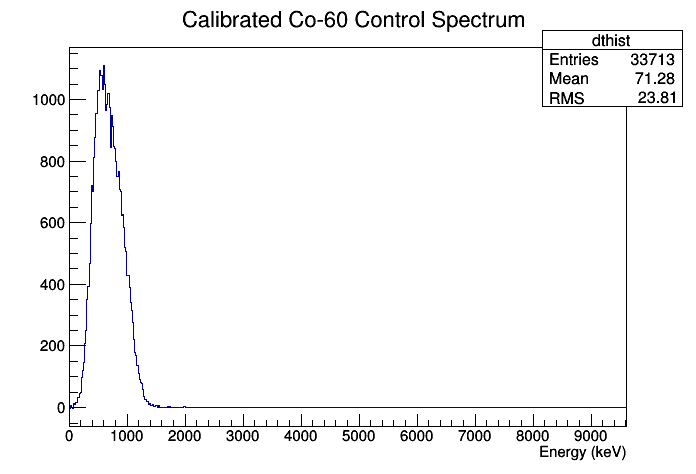 Calibrated Co-60 Control Spectrum
dthist
Entries 33713
Mean 71.28
RMS 23.81
1000
800
600
400
200
0
0 1000 2000 3000 4000 5000 6000 7000 8000 9000
Energy (keV)